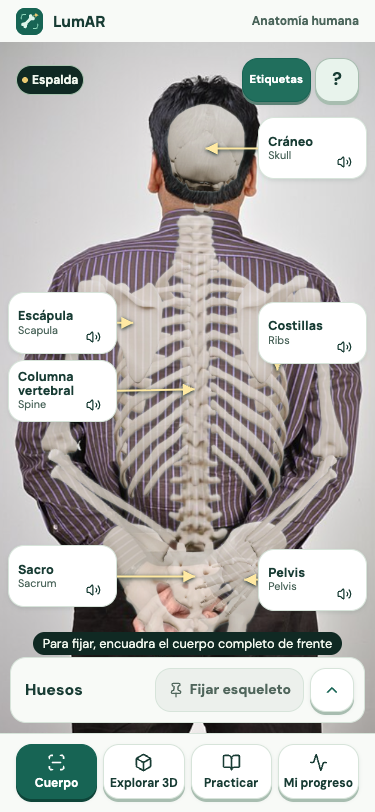 LumAR
Anatomía humana
Espalda
Etiquetas
?
Cráneo
Skull
Escápula
Scapula
Costillas
Ribs
Columna
vertebral
Spine
Sacro
Sacrum
Pelvis
Pelvis
Para fijar, encuadra el cuerpo completo de frente
Huesos
Fijar esqueleto
Cuerpo
Explorar 3D
Practicar
Mi progreso